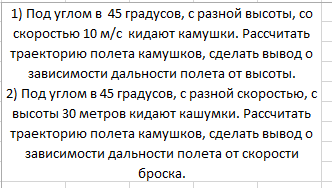 1) Под углом в  45 градусов, с разной высоты, со
скоростью 10 м/с  кидают камушки. Рассчитать
траекторию полета камушков, сделать вывод о
зависимости дальности полета от высоты.
2) Под углом в 45 градусов, с разной скоростью, с
высоты 30 метров кидают кашумки. Рассчитать
траекторию полета камушков, сделать вывод о
зависимости дальности полета от скорости
броска.